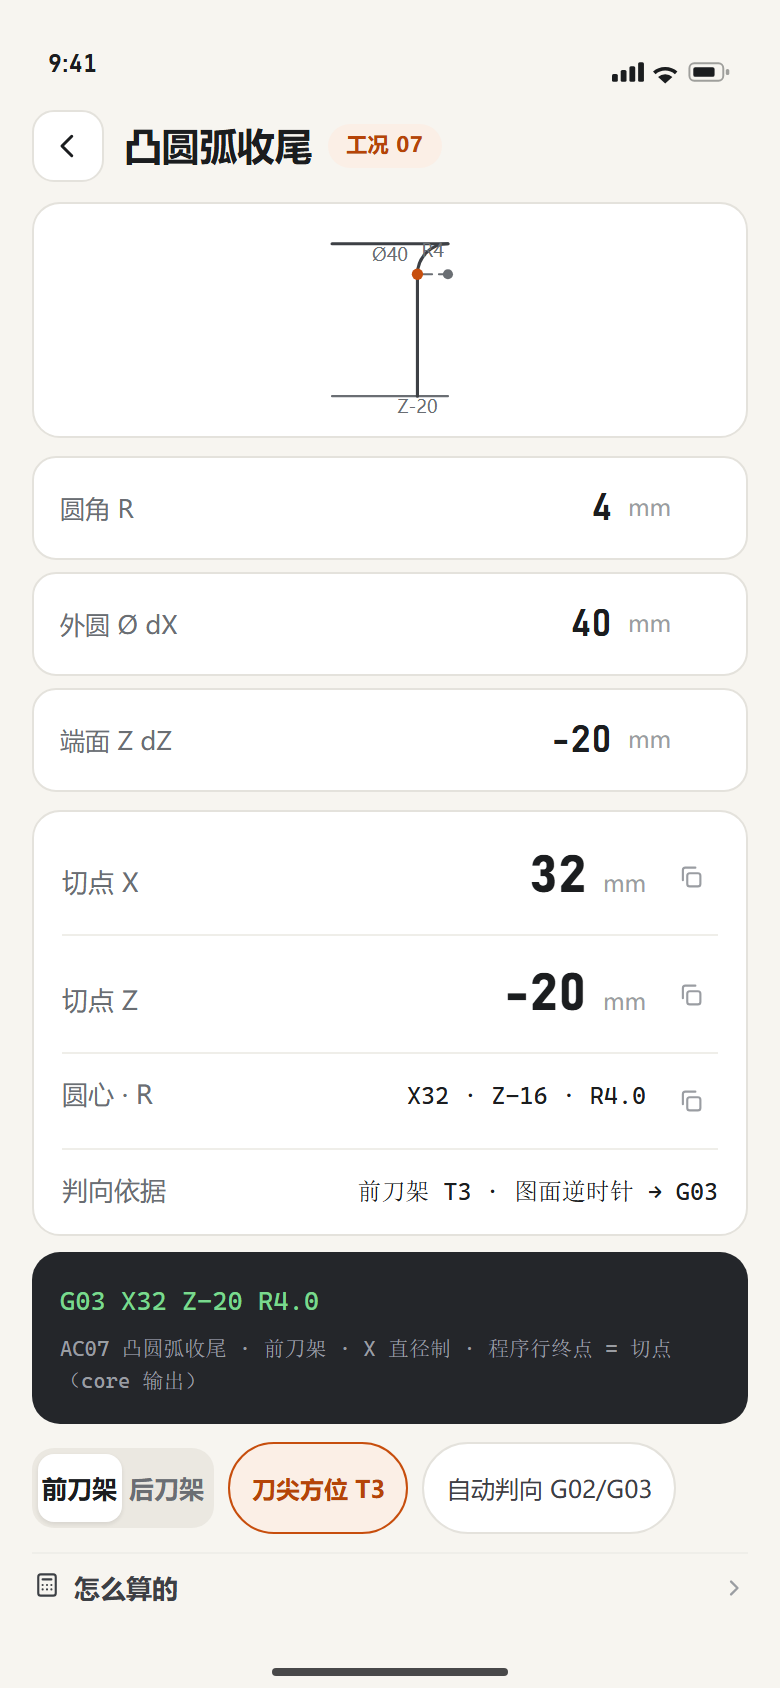 9:41
凸圆弧收尾 工况 07
Ø40 R4
Z-20
圆角 R 4 mm
外圆 Ø dX 40 mm
端面 Z dZ -20 mm
切点 X 32 mm
切点 Z -20 mm
圆心 · R X32 · Z−16 · R4.0
判向依据 前刀架 T3 · 图面逆时针 → G03
G03 X32 Z−20 R4.0
AC07 凸圆弧收尾 · 前刀架 · X 直径制 · 程序行终点 = 切点
（core 输出）
前刀架 后刀架 刀尖方位 T3 自动判向 G02/G03
怎么算的